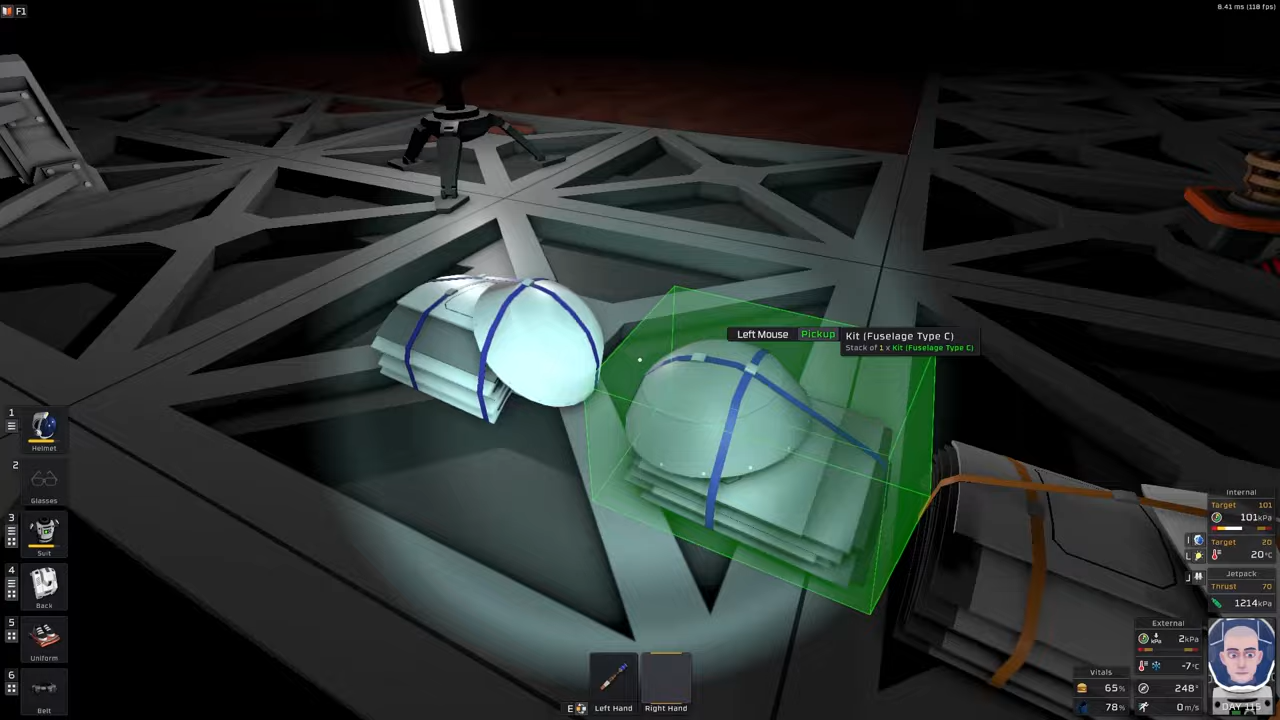 F1
8.41 ms (118 fps)
Left Mouse Pickup Kit (Fuselage Type C)
Stack of 1 x Kit (Fuselage Type C)
1
Helmet
2
Glasses
3
Suit
4
Back
5
Uniform
6
Belt
E Left Hand Right Hand
Internal
Target 101
101kPa
Target 20
20°C
Jetpack
Thrust 70
1214kPa
External
2kPa
-7°C
248°
0m/s
Vitals
65%
78%
DAY 115